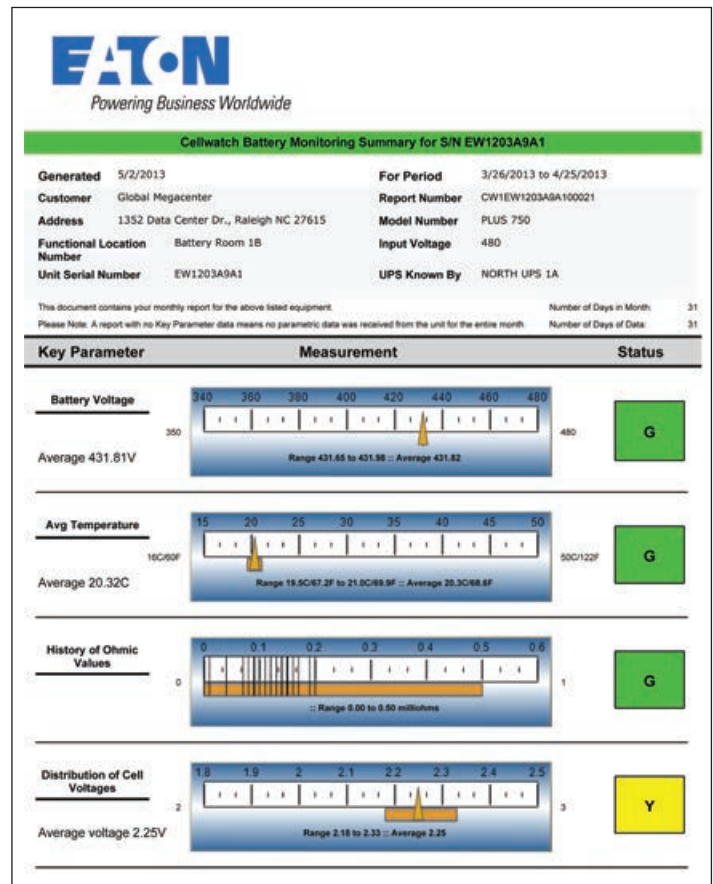 EATON
Powering Business Worldwide
Cellwatch Battery Monitoring Summary for S/N EW1203A9A1
Generated 5/2/2013 For Period 3/26/2013 to 4/25/2013
Customer Global Megacenter Report Number CW1EW1203A9A100021
Address 1352 Data Center Dr., Raleigh NC 27615 Model Number PLUS 750
Functional Location Number Battery Room 1B Input Voltage 480
Unit Serial Number EW1203A9A1 UPS Known By NORTH UPS 1A
This document contains your monthly report for the above listed equipment. Number of Days in Month: 31
Please Note: A report with no Key Parameter data means no parametric data was received from the unit for the entire month. Number of Days of Data: 31
Key Parameter Measurement Status
Battery Voltage
340 360 380 400 420 440 460 480
350 480 G
Average 431.81V
Range 431.65 to 431.98 :: Average 431.82
Avg Temperature
15 20 25 30 35 40 45 50
16C/60F 50C/122F G
Average 20.32C
Range 19.5C/67.2F to 21.0C/69.9F :: Average 20.3C/68.6F
History of Ohmic
Values
0 0.1 0.2 0.3 0.4 0.5 0.6
0 1 G
:: Range 0.00 to 0.50 milliohms
Distribution of Cell
Voltages
1.8 1.9 2 2.1 2.2 2.3 2.4 2.5
2 3 Y
Average voltage 2.25V
Range 2.18 to 2.33 :: Average 2.25